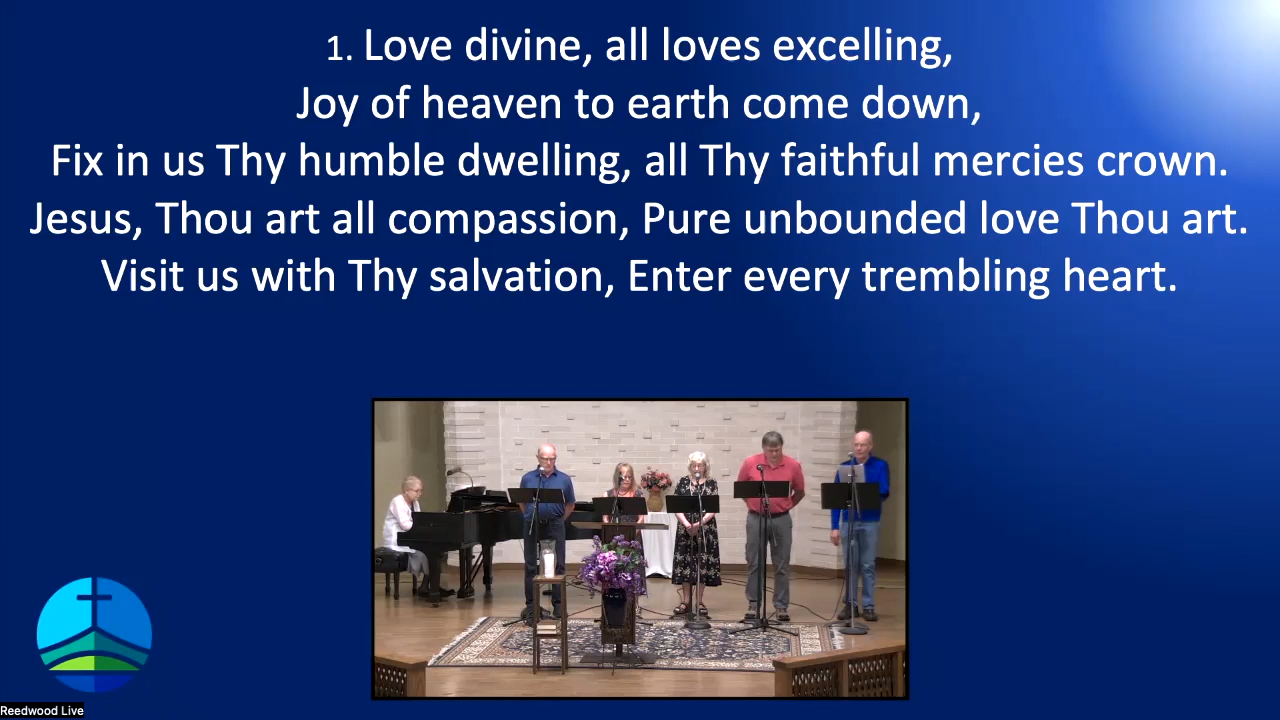 1. Love divine, all loves excelling,
Joy of heaven to earth come down,
Fix in us Thy humble dwelling, all Thy faithful mercies crown.
Jesus, Thou art all compassion, Pure unbounded love Thou art.
Visit us with Thy salvation, Enter every trembling heart.
Reedwood Live